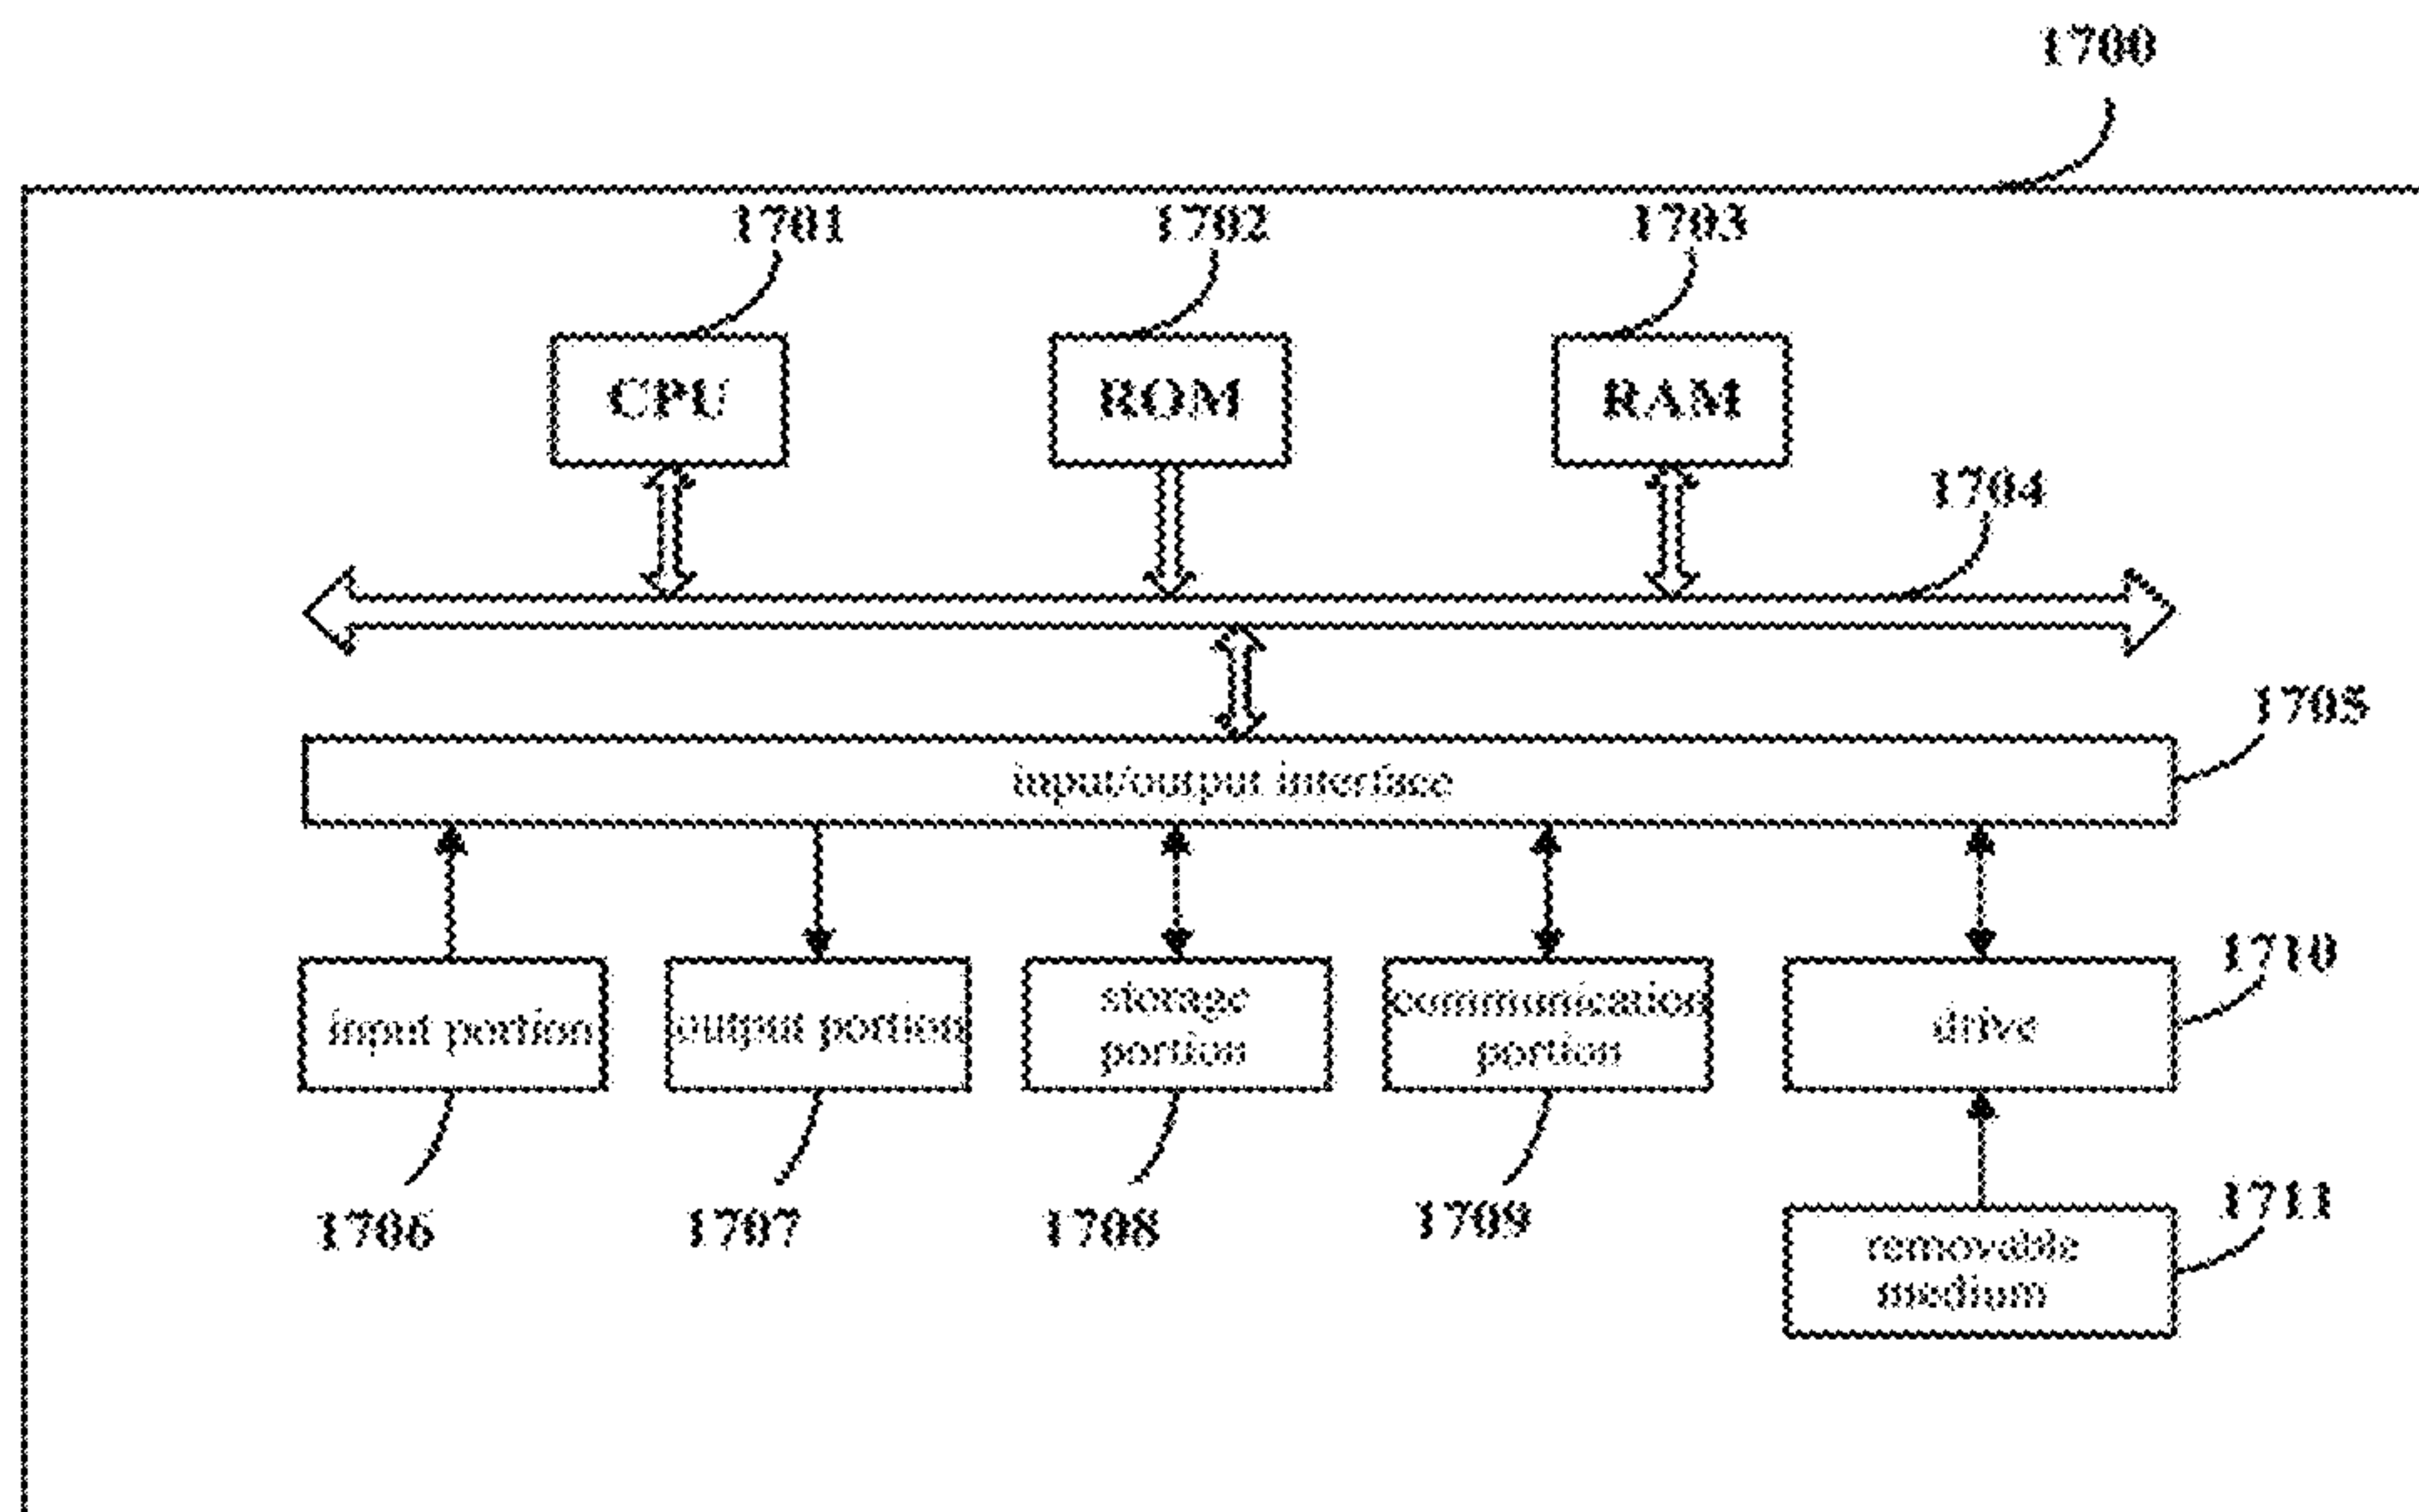 1700
1701 1702 1703
CPU ROM RAM
1704
1705
input/output interface
1710
input portion
output portion
storage
portion
communication
portion
drive
1706 1707 1708 1709
1711
removable
medium